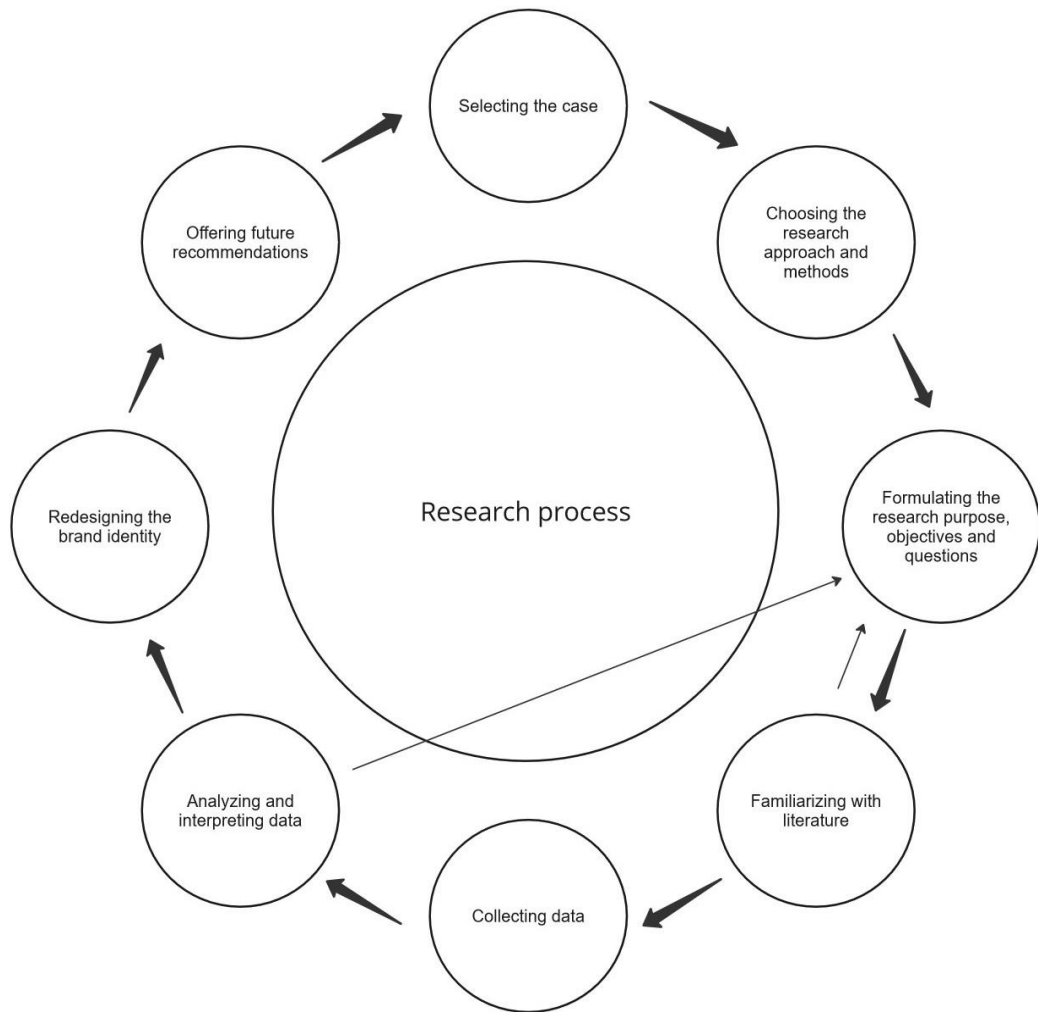 Selecting the case
Choosing the
research
approach and
methods
Formulating the
research purpose,
objectives and
questions
Familiarizing with
literature
Collecting data
Analyzing and
interpreting data
Redesigning the
brand identity
Offering future
recommendations
Research process